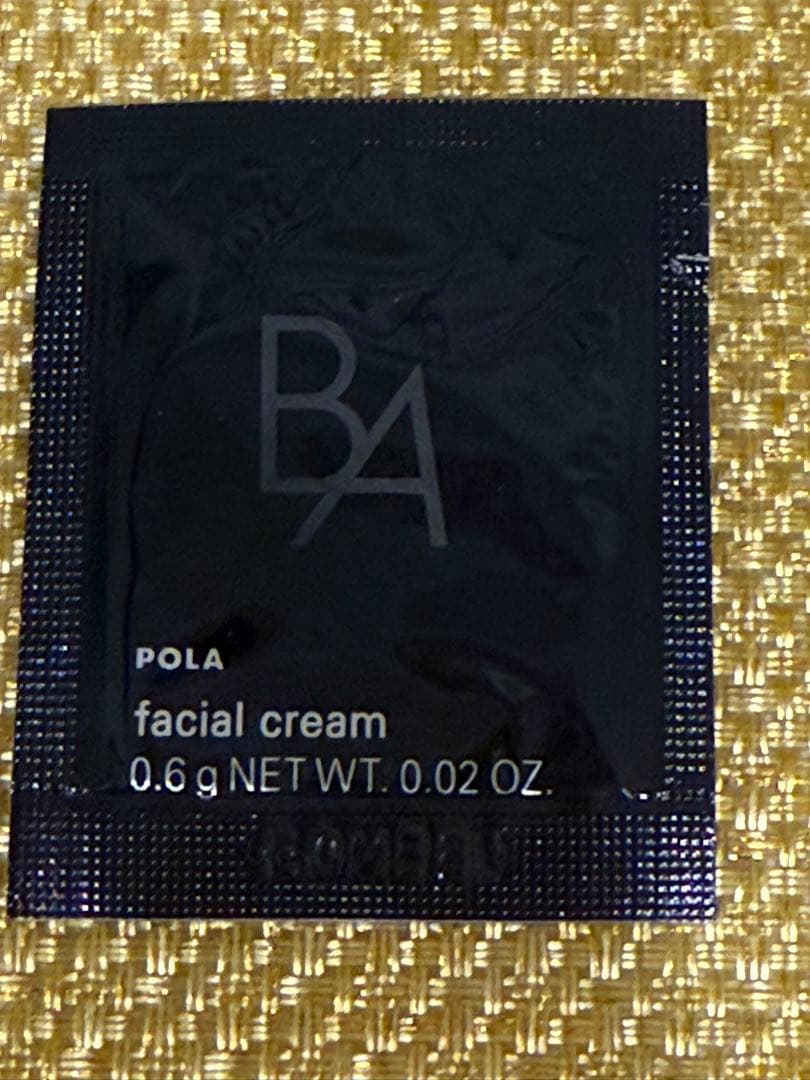 BA
POLA
facial cream
0.6 g NET WT. 0.02 OZ.